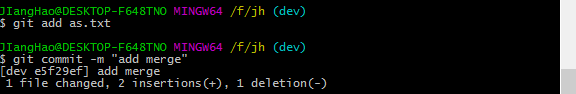 JIangHao@DESKTOP-F648TNO MINGW64 /f/jh (dev)
$ git add as.txt
JIangHao@DESKTOP-F648TNO MINGW64 /f/jh (dev)
$ git commit -m "add merge"
[dev e5f29ef] add merge
 1 file changed, 2 insertions(+), 1 deletion(-)